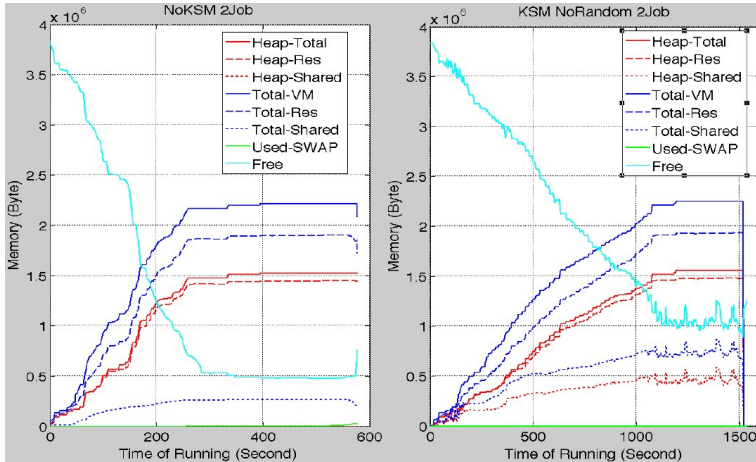 NoKSM 2Job
x 10⁶
4
3.5
3
2.5
2
1.5
1
0.5
0
0 200 400 600
Memory (Byte)
Time of Running (Second)
Heap-Total
Heap-Res
Heap-Shared
Total-VM
Total-Res
Total-Shared
Used-SWAP
Free
KSM NoRandom 2Job
x 10⁶
4
3.5
3
2.5
2
1.5
1
0.5
0
0 500 1000 1500
Memory (Byte)
Time of Running (Second)
Heap-Total
Heap-Res
Heap-Shared
Total-VM
Total-Res
Total-Shared
Used-SWAP
Free